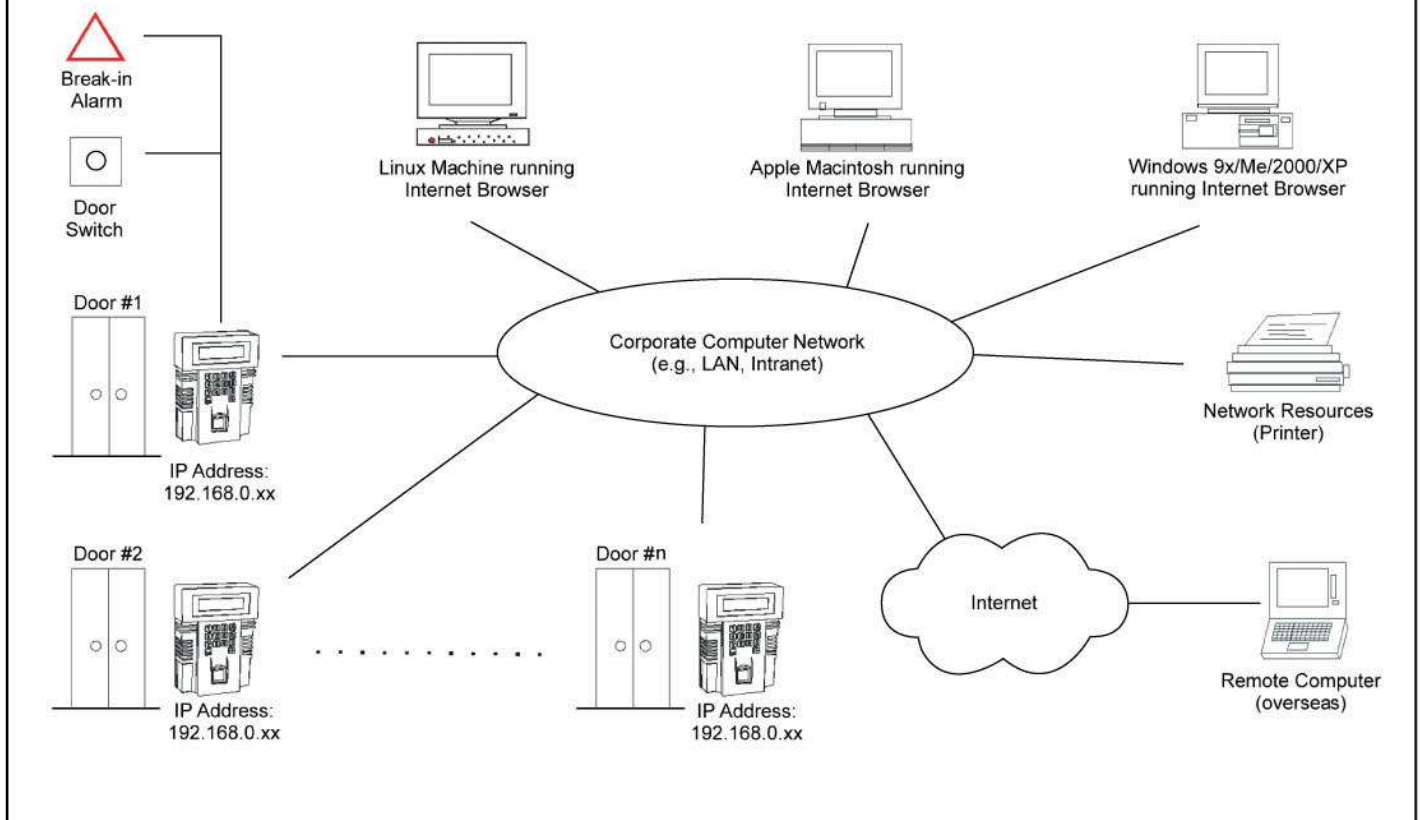 Break-in
Alarm
Door
Switch
Linux Machine running
Internet Browser
Apple Macintosh running
Internet Browser
Windows 9x/Me/2000/XP
running Internet Browser
Door #1
IP Address:
192.168.0.xx
Corporate Computer Network
(e.g., LAN, Intranet)
Network Resources
(Printer)
Door #2
IP Address:
192.168.0.xx
Door #n
IP Address:
192.168.0.xx
Internet
Remote Computer
(overseas)